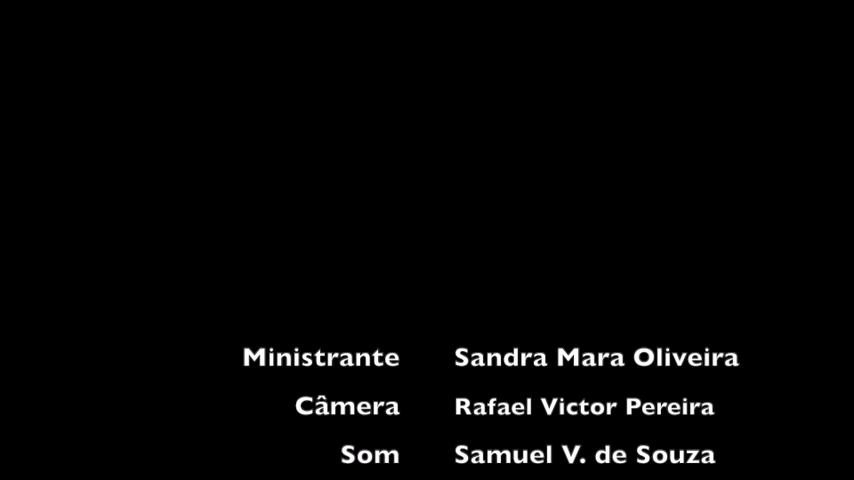 Ministrante Sandra Mara Oliveira
Câmera Rafael Victor Pereira
Som Samuel V. de Souza